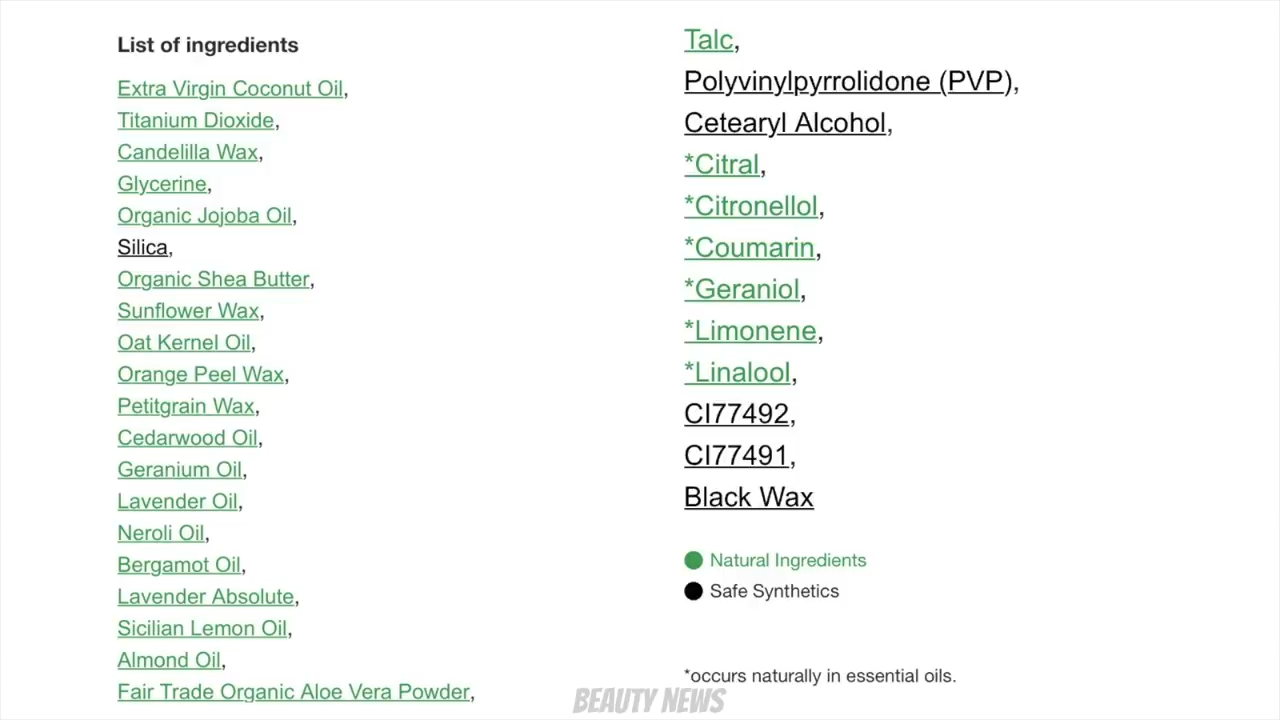 List of ingredients
Extra Virgin Coconut Oil,
Titanium Dioxide,
Candelilla Wax,
Glycerine,
Organic Jojoba Oil,
Silica,
Organic Shea Butter,
Sunflower Wax,
Oat Kernel Oil,
Orange Peel Wax,
Petitgrain Wax,
Cedarwood Oil,
Geranium Oil,
Lavender Oil,
Neroli Oil,
Bergamot Oil,
Lavender Absolute,
Sicilian Lemon Oil,
Almond Oil,
Fair Trade Organic Aloe Vera Powder,
Talc,
Polyvinylpyrrolidone (PVP),
Cetearyl Alcohol,
*Citral,
*Citronellol,
*Coumarin,
*Geraniol,
*Limonene,
*Linalool,
CI77492,
CI77491,
Black Wax
Natural Ingredients
Safe Synthetics
*occurs naturally in essential oils.
BEAUTY NEWS